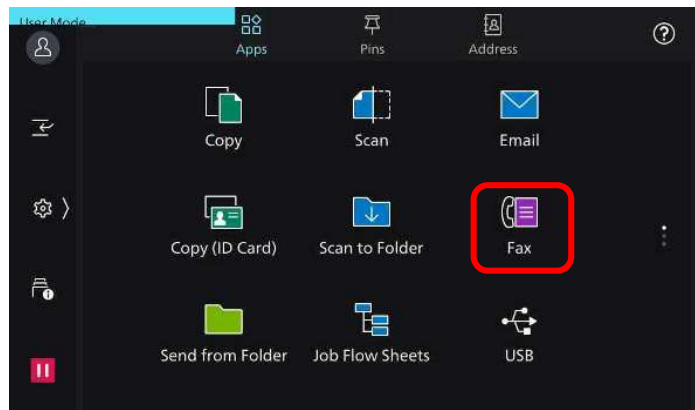 User Mode
Apps
Pins
Address
Copy
Scan
Email
Copy (ID Card)
Scan to Folder
Fax
Send from Folder
Job Flow Sheets
USB